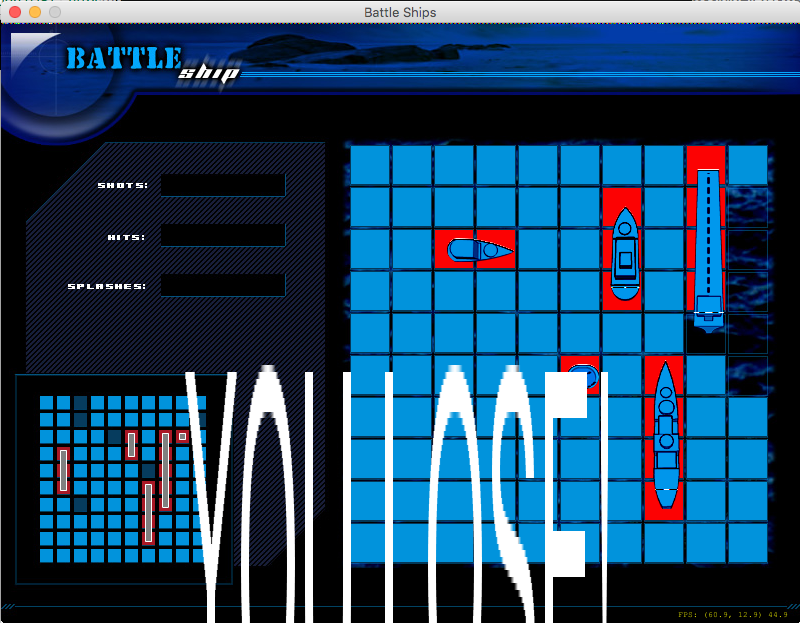 Battle Ships
BATTLE
ship
SHOTS:
HITS:
SPLASHES:
YOU LOSE!
FPS: (60.9, 12.9) 44.9